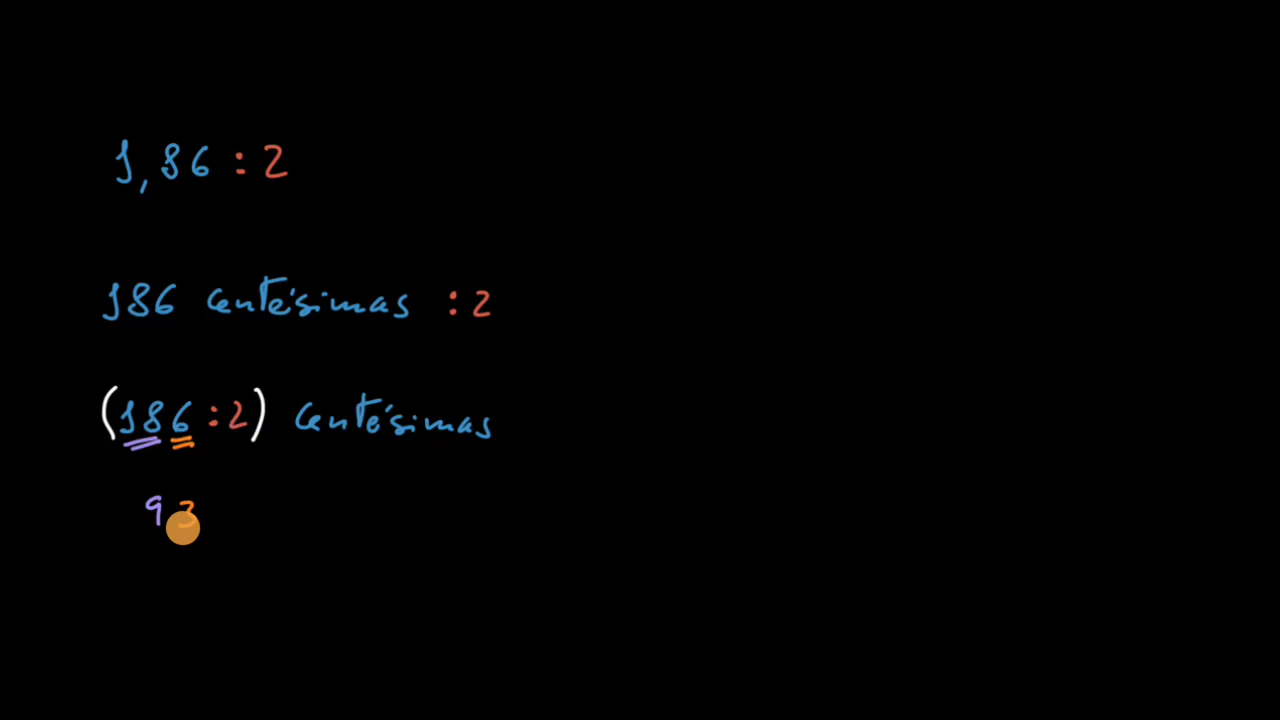 1,86 : 2
186 centésimas : 2
(186 : 2) centésimas
93